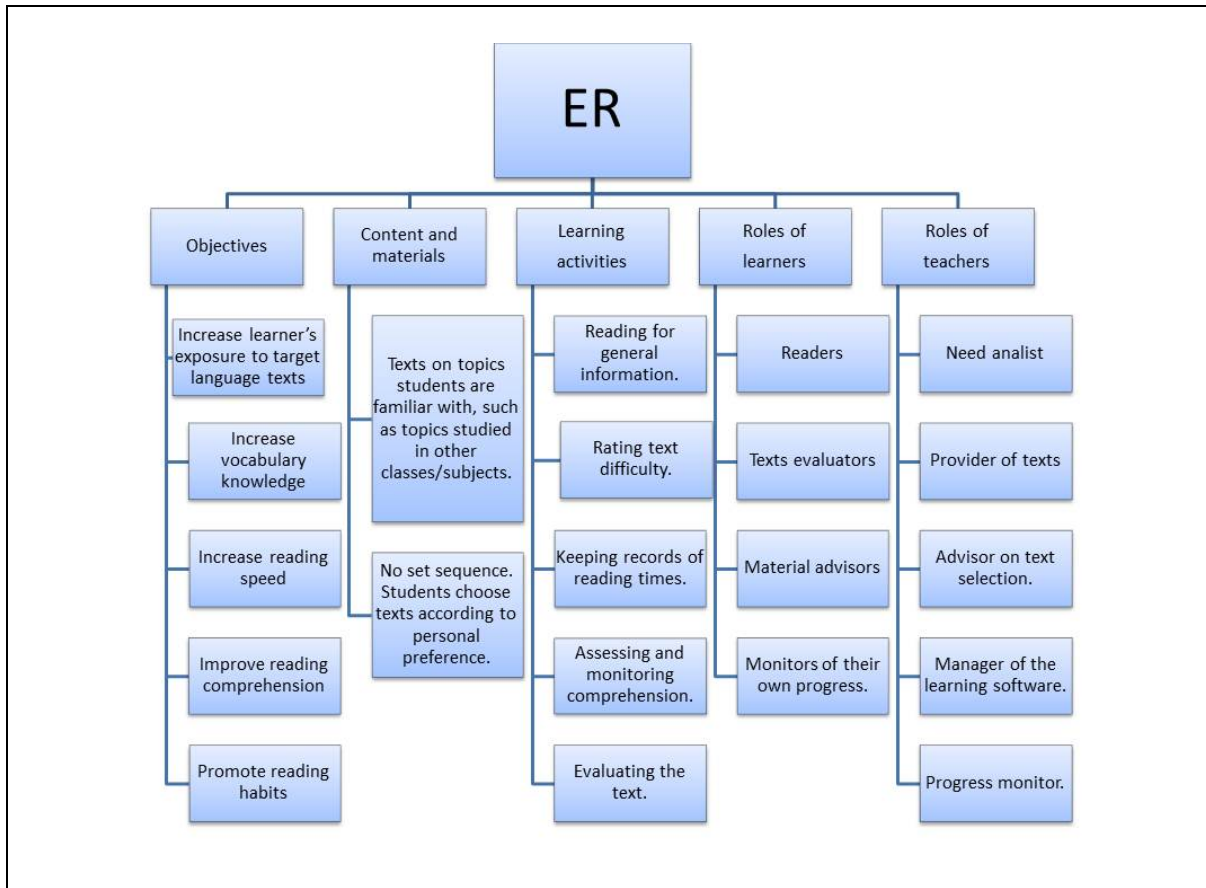 ER
Objectives
Increase learner’s
exposure to target
language texts
Increase
vocabulary
knowledge
Increase reading
speed
Improve reading
comprehension
Promote reading
habits
Content and
materials
Texts on topics
students are
familiar with, such
as topics studied
in other
classes/subjects.
No set sequence.
Students choose
texts according to
personal
preference.
Learning
activities
Reading for
general
information.
Rating text
difficulty.
Keeping records of
reading times.
Assessing and
monitoring
comprehension.
Evaluating the
text.
Roles of
learners
Readers
Texts evaluators
Material advisors
Monitors of their
own progress.
Roles of
teachers
Need analist
Provider of texts
Advisor on text
selection.
Manager of the
learning software.
Progress monitor.